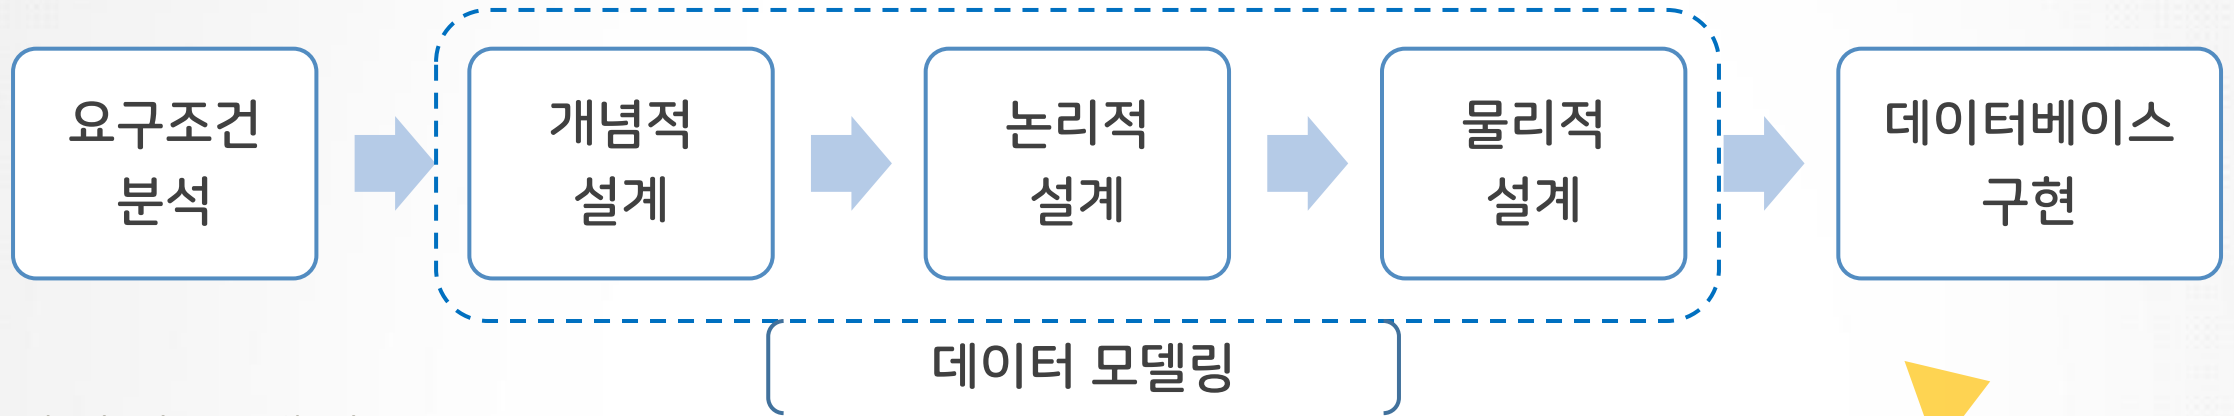 요구조건
분석
개념적
설계
논리적
설계
물리적
설계
데이터베이스
구현
데이터 모델링